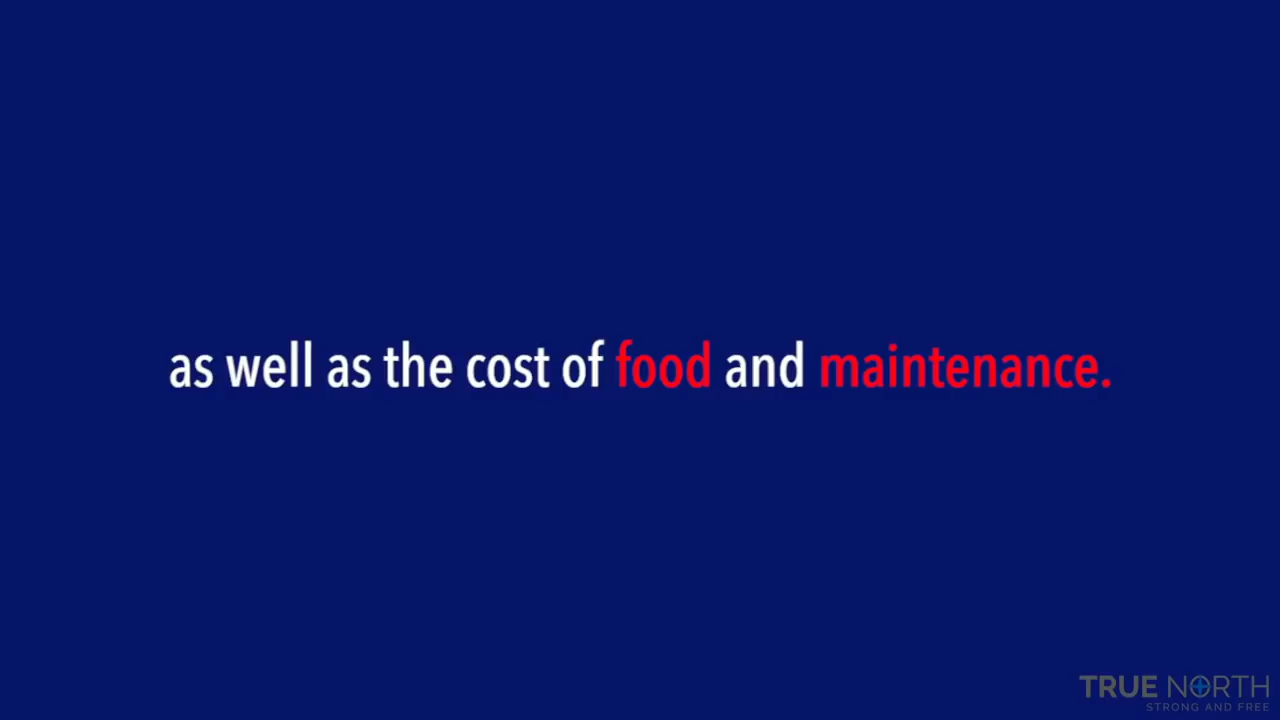 as well as the cost of food and maintenance.
TRUE NORTH
STRONG AND FREE